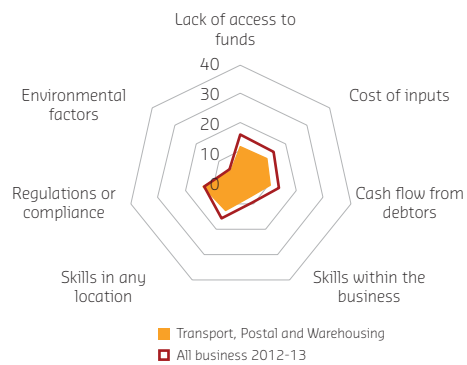 Lack of access to
funds
40
30
20
10
0
Environmental
factors
Cost of inputs
Regulations or
compliance
Cash flow from
debtors
Skills in any
location
Skills within the
business
Transport, Postal and Warehousing
All business 2012-13